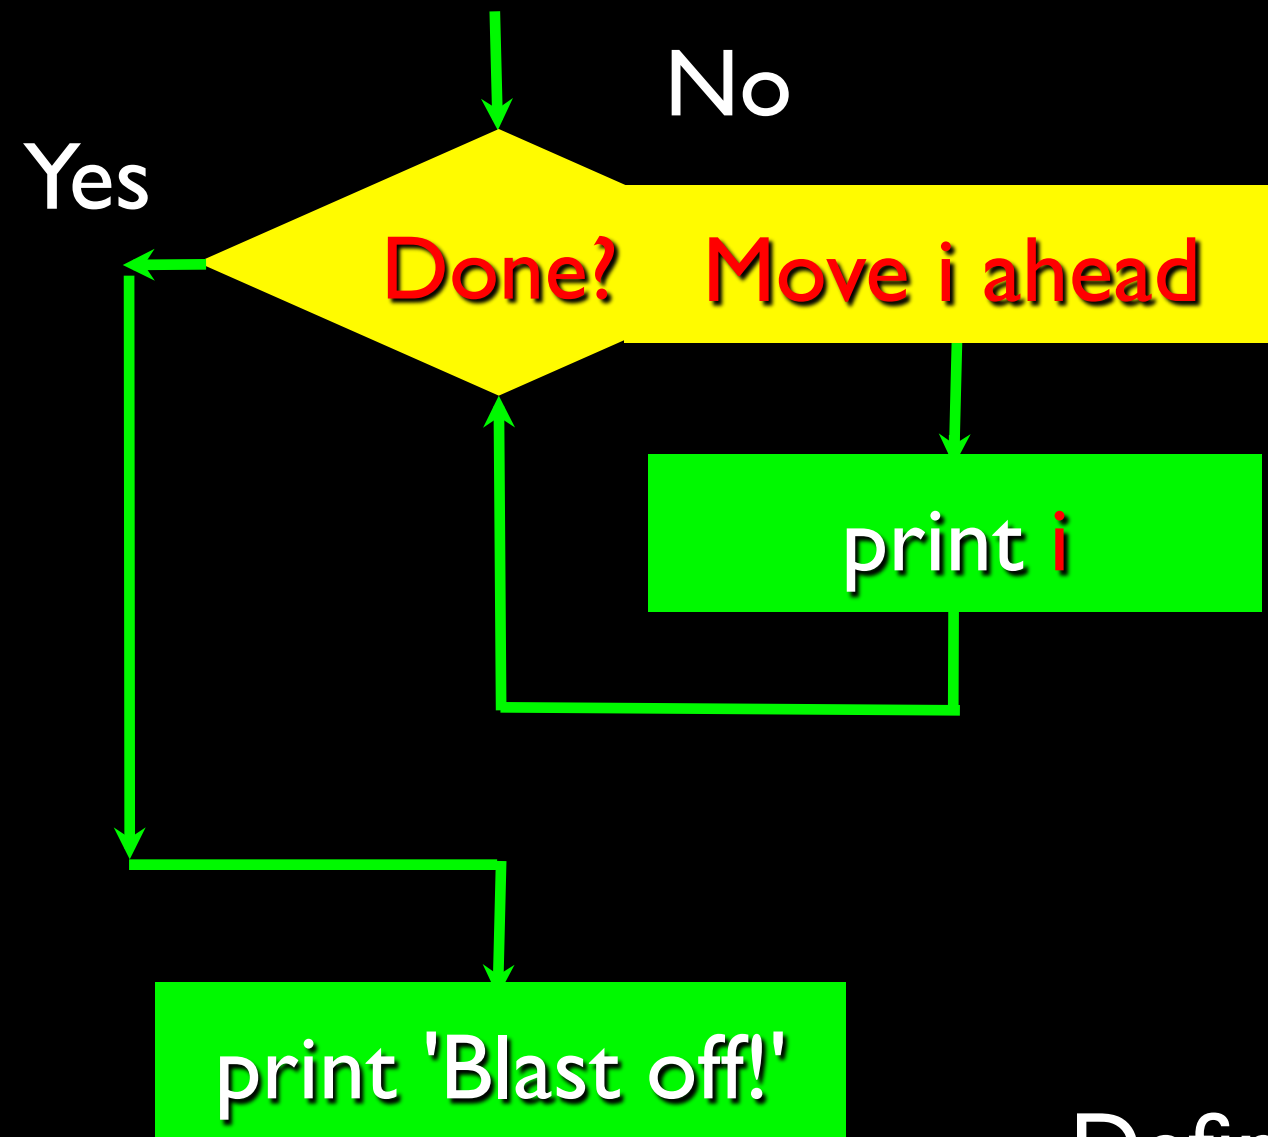 No
Yes
Done?
Move i ahead
print i
print 'Blast off!'